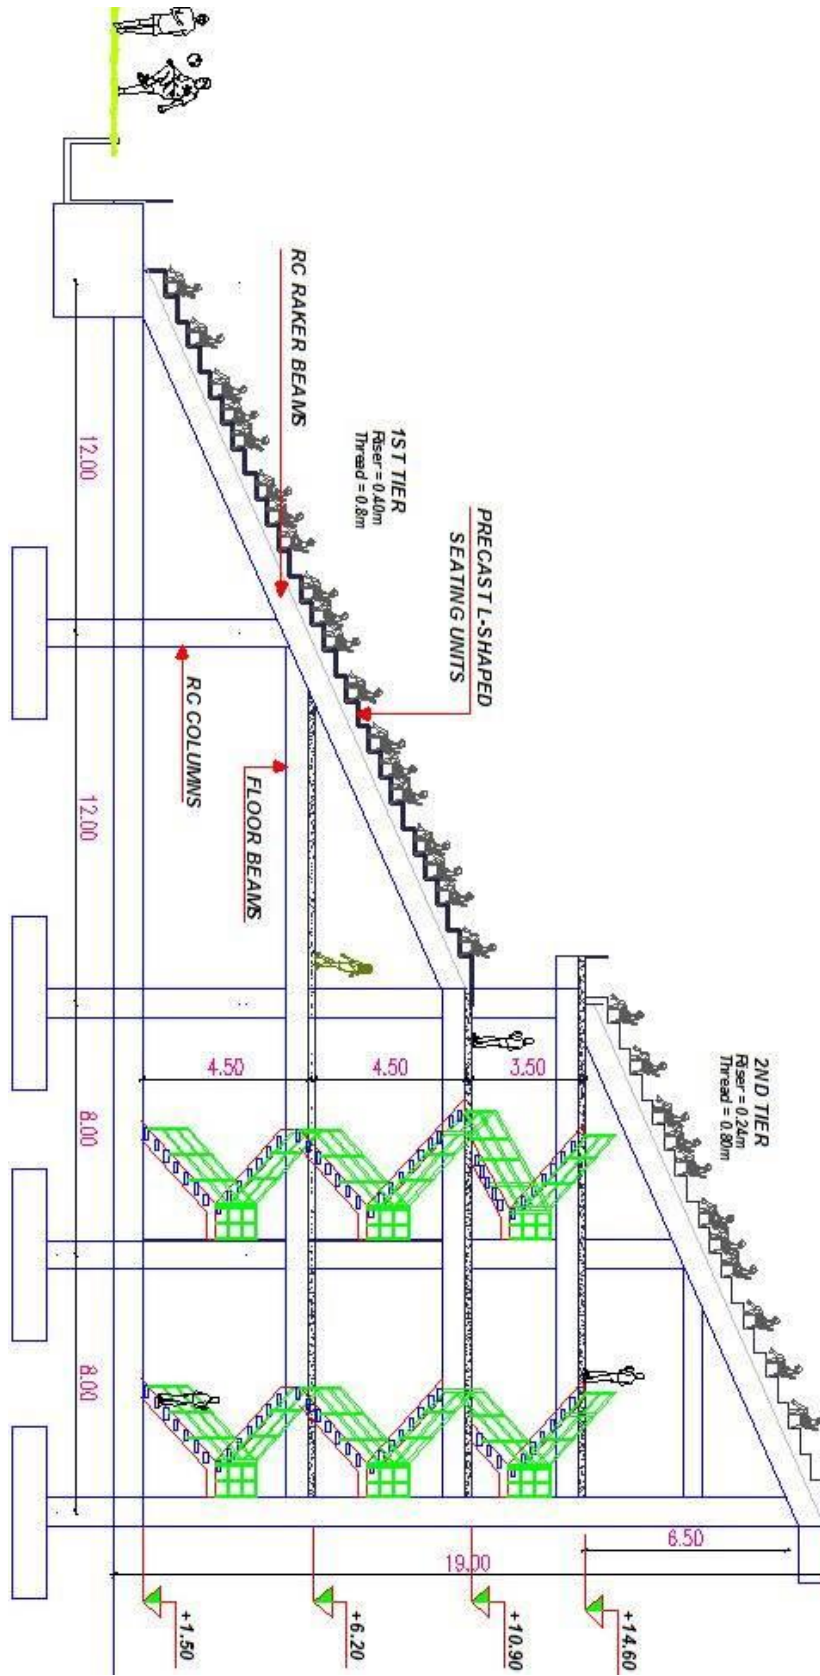 1ST TIER
Riser = 0.40m
Thread = 0.8m
2ND TIER
Riser = 0.24m
Thread = 0.80m
RC RAKER BEAMS
PRECAST L-SHAPED
SEATING UNITS
RC COLUMNS
FLOOR BEAMS
12.00
12.00
8.00
8.00
4.50
4.50
3.50
6.50
19.00
+1.50
+6.20
+10.90
+14.60